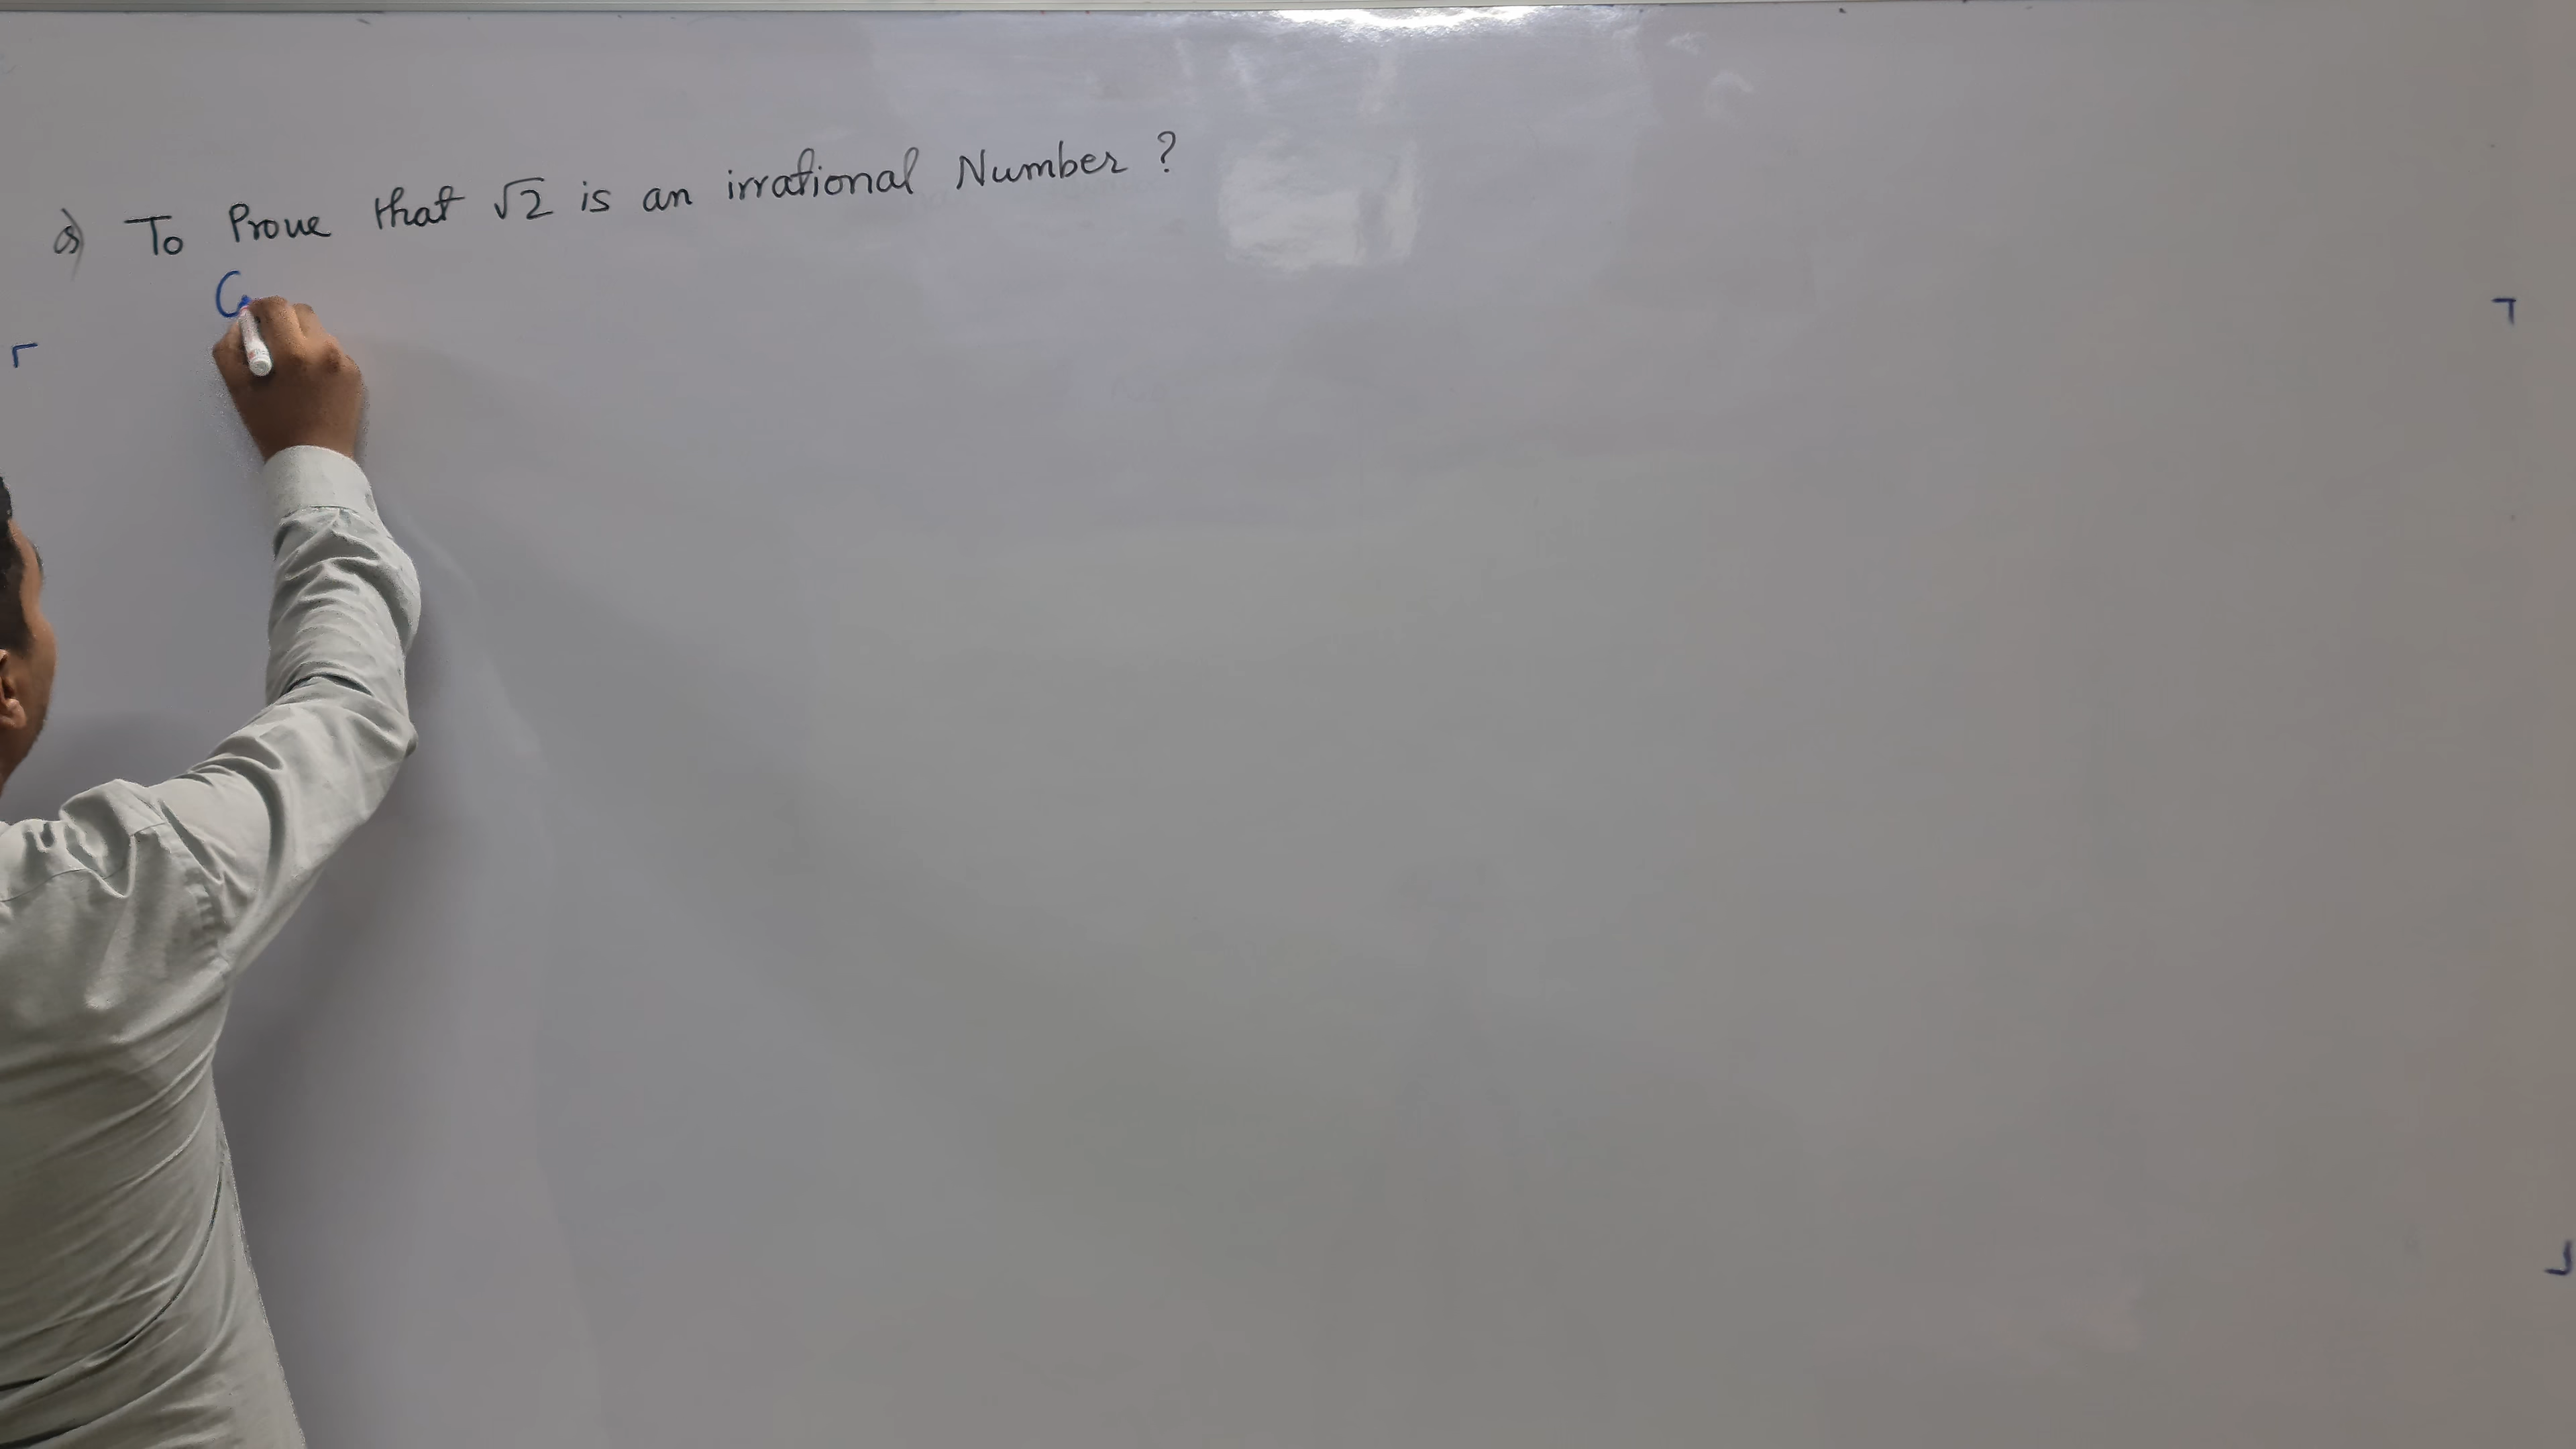 Q) To Prove that √2 is an irrational Number ?